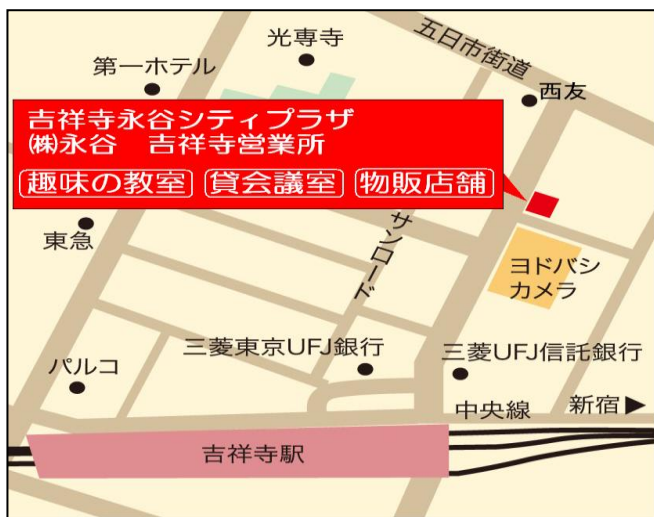 光専寺
五日市街道
第一ホテル
西友
吉祥寺永谷シティプラザ
㈱永谷　吉祥寺営業所
趣味の教室 貸会議室 物販店舗
サンロード
東急
ヨドバシ
カメラ
三菱東京UFJ銀行
三菱UFJ信託銀行
パルコ
中央線
新宿▶
吉祥寺駅